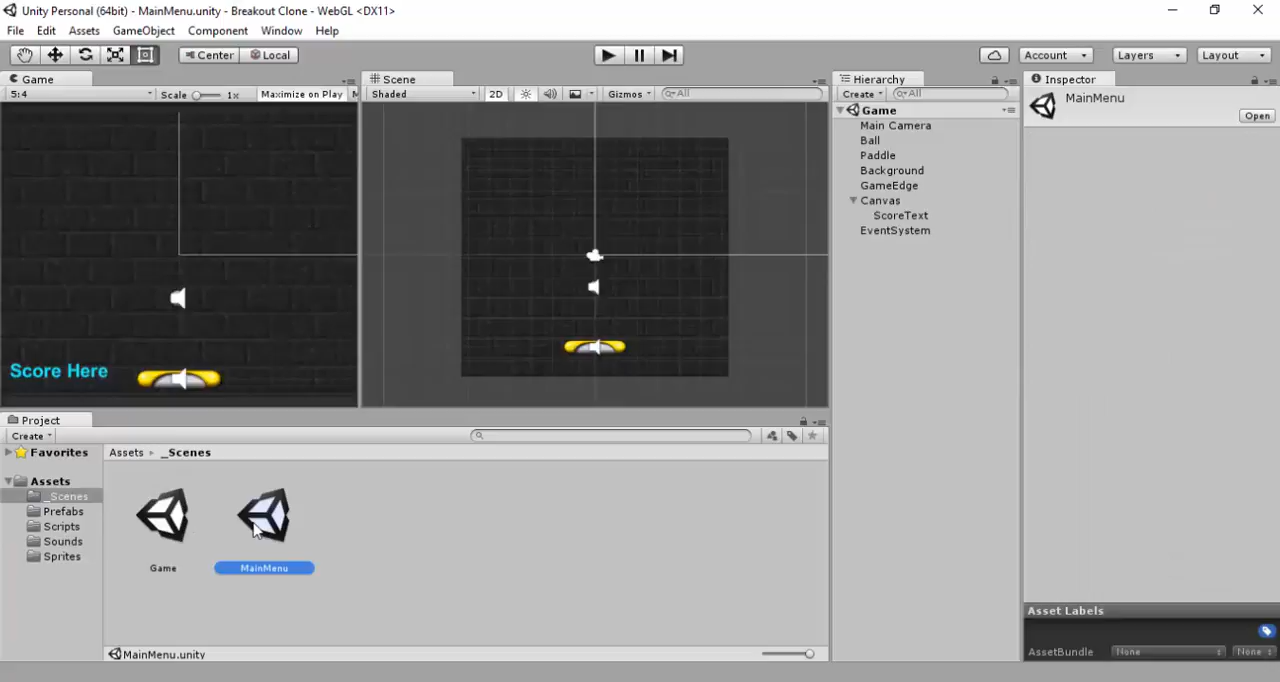 Unity Personal (64bit) - MainMenu.unity - Breakout Clone - WebGL <DX11>
File Edit Assets GameObject Component Window Help
Center Local Account Layers Layout
Game Scene Hierarchy Inspector
5:4 Scale 1x Maximize on Play M Shaded 2D Gizmos All Create All MainMenu
Open
Game
Main Camera
Ball
Paddle
Background
GameEdge
Canvas
ScoreText
EventSystem
Score Here
Project
Create
Favorites Assets _Scenes
Assets
_Scenes
Prefabs
Scripts
Sounds
Sprites
Game MainMenu
MainMenu.unity
Asset Labels
AssetBundle None None